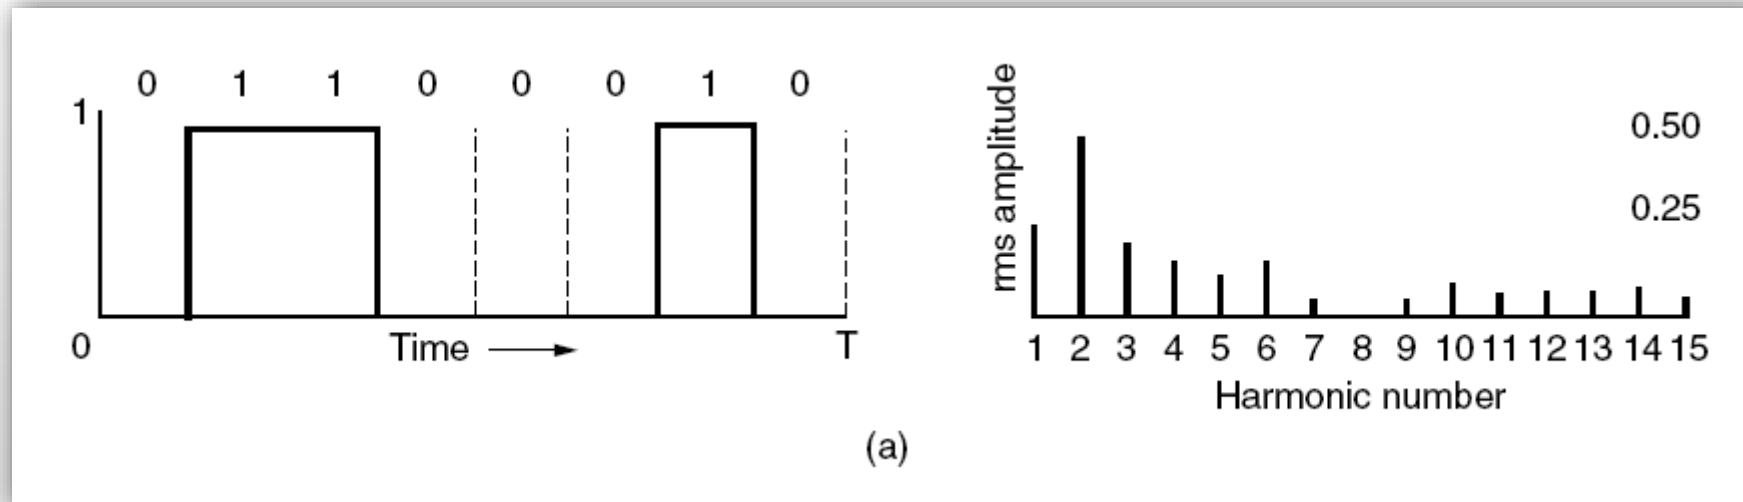 0 1 1 0 0 0 1 0
1
0 Time T
rms amplitude
0.50
0.25
1 2 3 4 5 6 7 8 9 10 11 12 13 14 15
Harmonic number
(a)